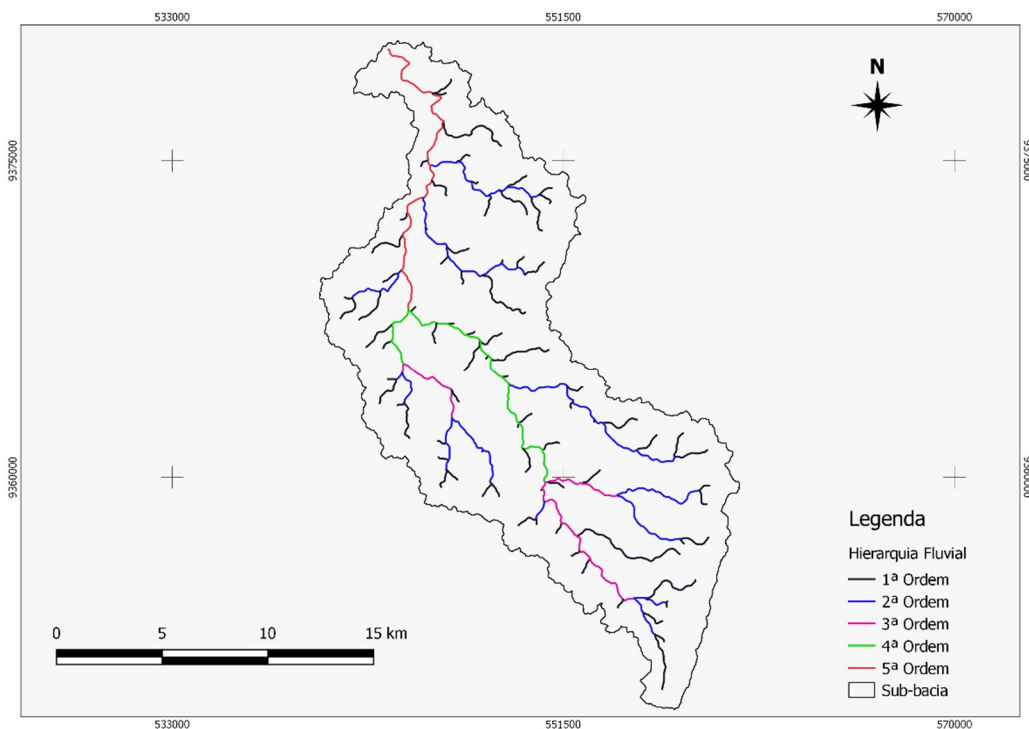 533000 551500 570000
N
9375000 9375000
9360000 9360000
Legenda
Hierarquia Fluvial
1ª Ordem
2ª Ordem
3ª Ordem
4ª Ordem
5ª Ordem
Sub-bacia
0 5 10 15 km
533000 551500 570000